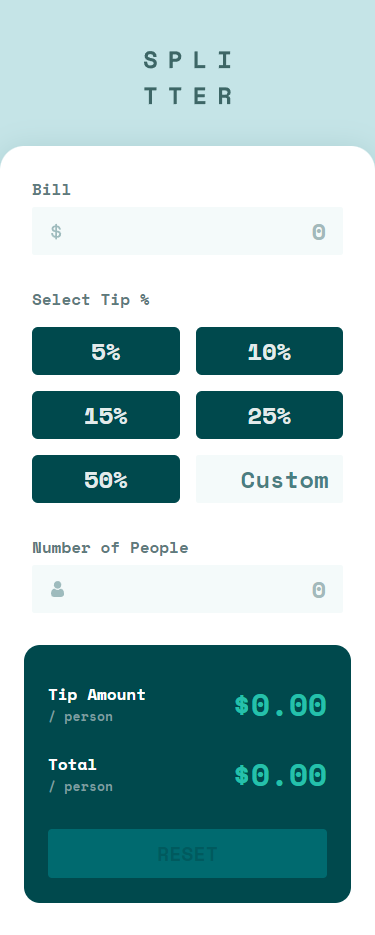 SPLI
TTER
Bill
$ 0
Select Tip %
5% 10%
15% 25%
50% Custom
Number of People
0
Tip Amount
/ person
$0.00
Total
/ person
$0.00
RESET